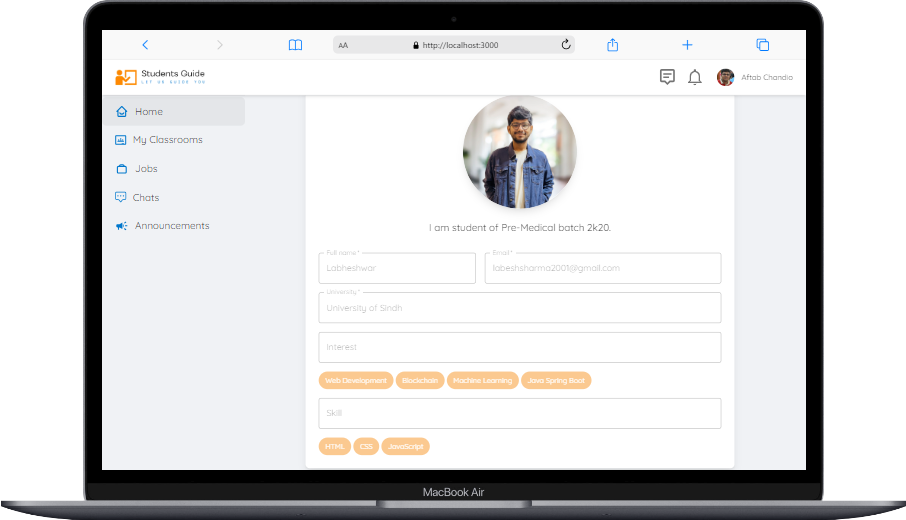 AA
http://localhost:3000
Students Guide
LET US GUIDE YOU
Aftab Chandio
Home
My Classrooms
Jobs
Chats
Announcements
I am student of Pre-Medical batch 2k20.
Full name *
Labheshwar
Email *
labeshsharma2001@gmail.com
University *
University of Sindh
Interest
Web Development Blockchain Machine Learning Java Spring Boot
Skill
HTML CSS JavaScript
MacBook Air